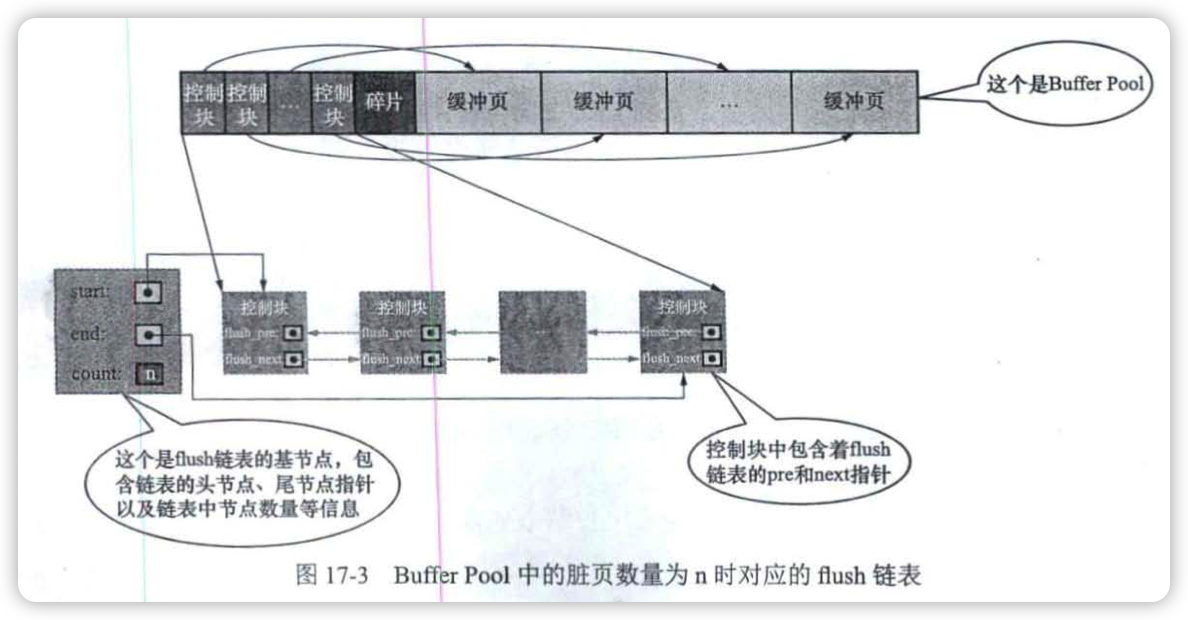 控制块
控制块
...
控制块
碎片
缓冲页
缓冲页
...
缓冲页
这个是Buffer Pool
start:
end:
count:
n
控制块
flush_pre:
flush_next
控制块
flush_pre:
flush_next
控制块
flush_pre:
flush_next
这个是flush链表的基节点，包
含链表的头节点、尾节点指针
以及链表中节点数量等信息
控制块中包含着flush
链表的pre和next指针
图 17-3 Buffer Pool 中的脏页数量为 n 时对应的 flush 链表